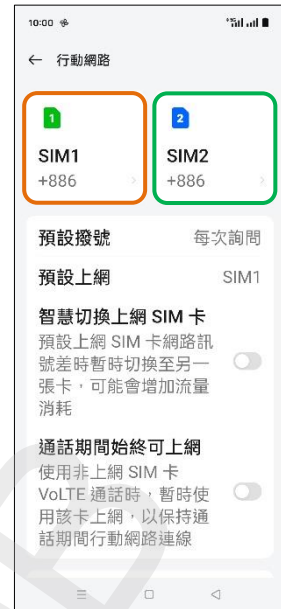 10:00
行動網路
1
2
SIM1
SIM2
+886
+886
預設撥號 每次詢問
預設上網 SIM1
智慧切換上網 SIM 卡
預設上網 SIM 卡網路訊
號差時暫時切換至另一
張卡，可能會增加流量
消耗
通話期間始終可上網
使用非上網 SIM 卡
VoLTE 通話時，暫時使
用該卡上網，以保持通
話期間行動網路連線